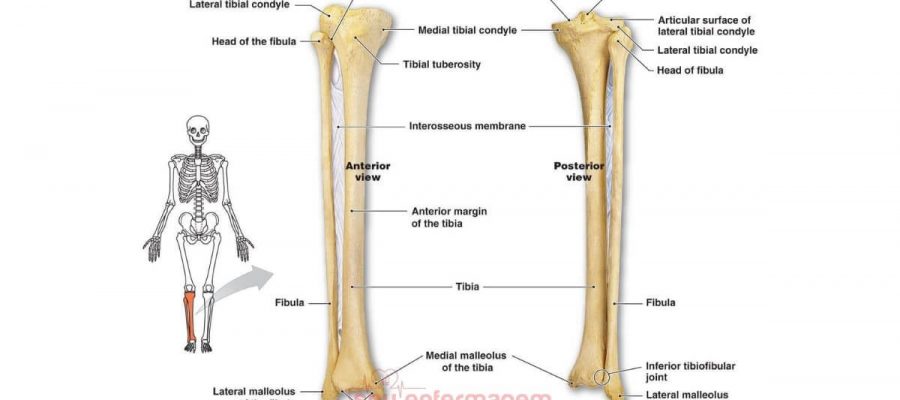 Lateral tibial condyle
Head of the fibula
Medial tibial condyle
Tibial tuberosity
Articular surface of
lateral tibial condyle
Lateral tibial condyle
Head of fibula
Interosseous membrane
Anterior
view
Posterior
view
Anterior margin
of the tibia
Tibia
Fibula
Fibula
Medial malleolus
of the tibia
Inferior tibiofibular
joint
Lateral malleolus
Lateral malleolus